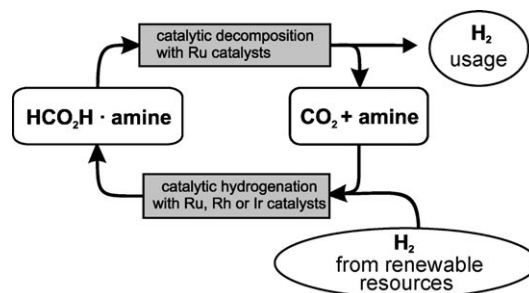 catalytic decomposition
with Ru catalysts
H₂
usage
HCO₂H · amine
CO₂ + amine
catalytic hydrogenation
with Ru, Rh or Ir catalysts
H₂
from renewable
resources